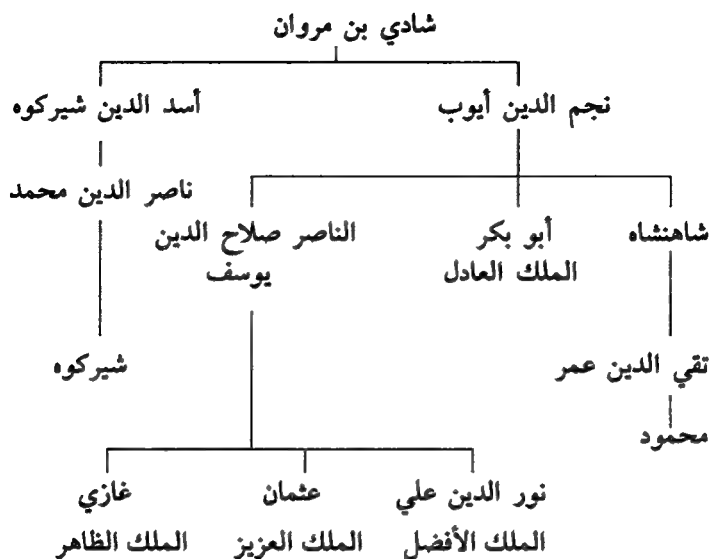 شادي بن مروان
نجم الدين أيوب
أسد الدين شيركوه
ناصر الدين محمد
شاهنشاه
أبو بكر
الملك العادل
الناصر صلاح الدين
يوسف
تقي الدين عمر
شيركوه
محمود
نور الدين علي
الملك الأفضل
عثمان
الملك العزيز
غازي
الملك الظاهر